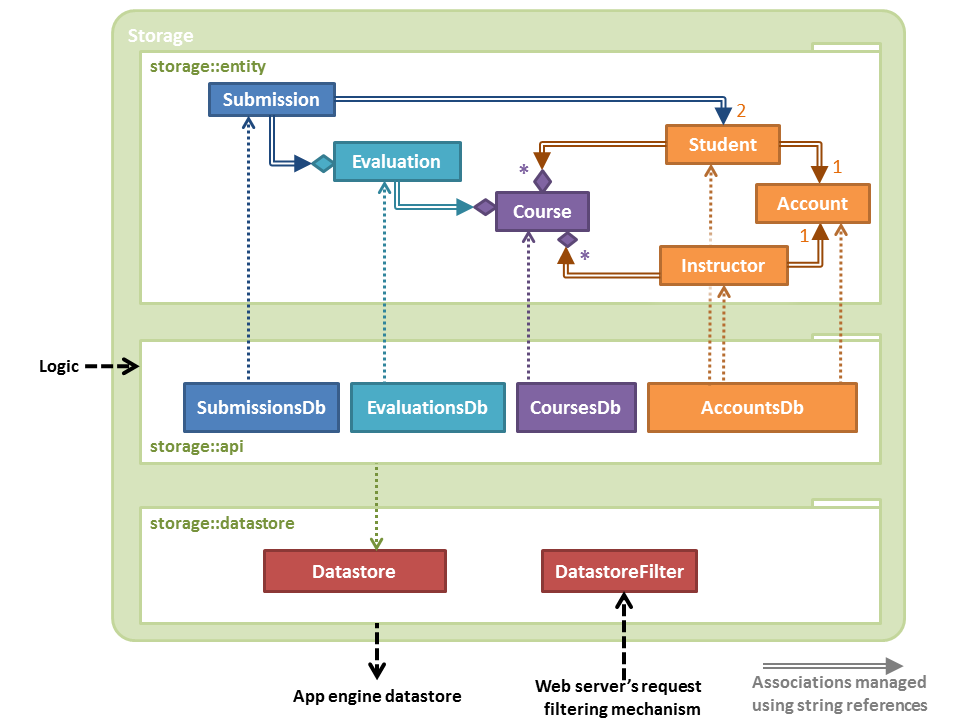 Storage
storage::entity
Submission
2
Student
Evaluation
*
1
Course
Account
1
*
Instructor
Logic
SubmissionsDb
EvaluationsDb
CoursesDb
AccountsDb
storage::api
storage::datastore
Datastore
DatastoreFilter
App engine datastore
Web server's request
filtering mechanism
Associations managed
using string references